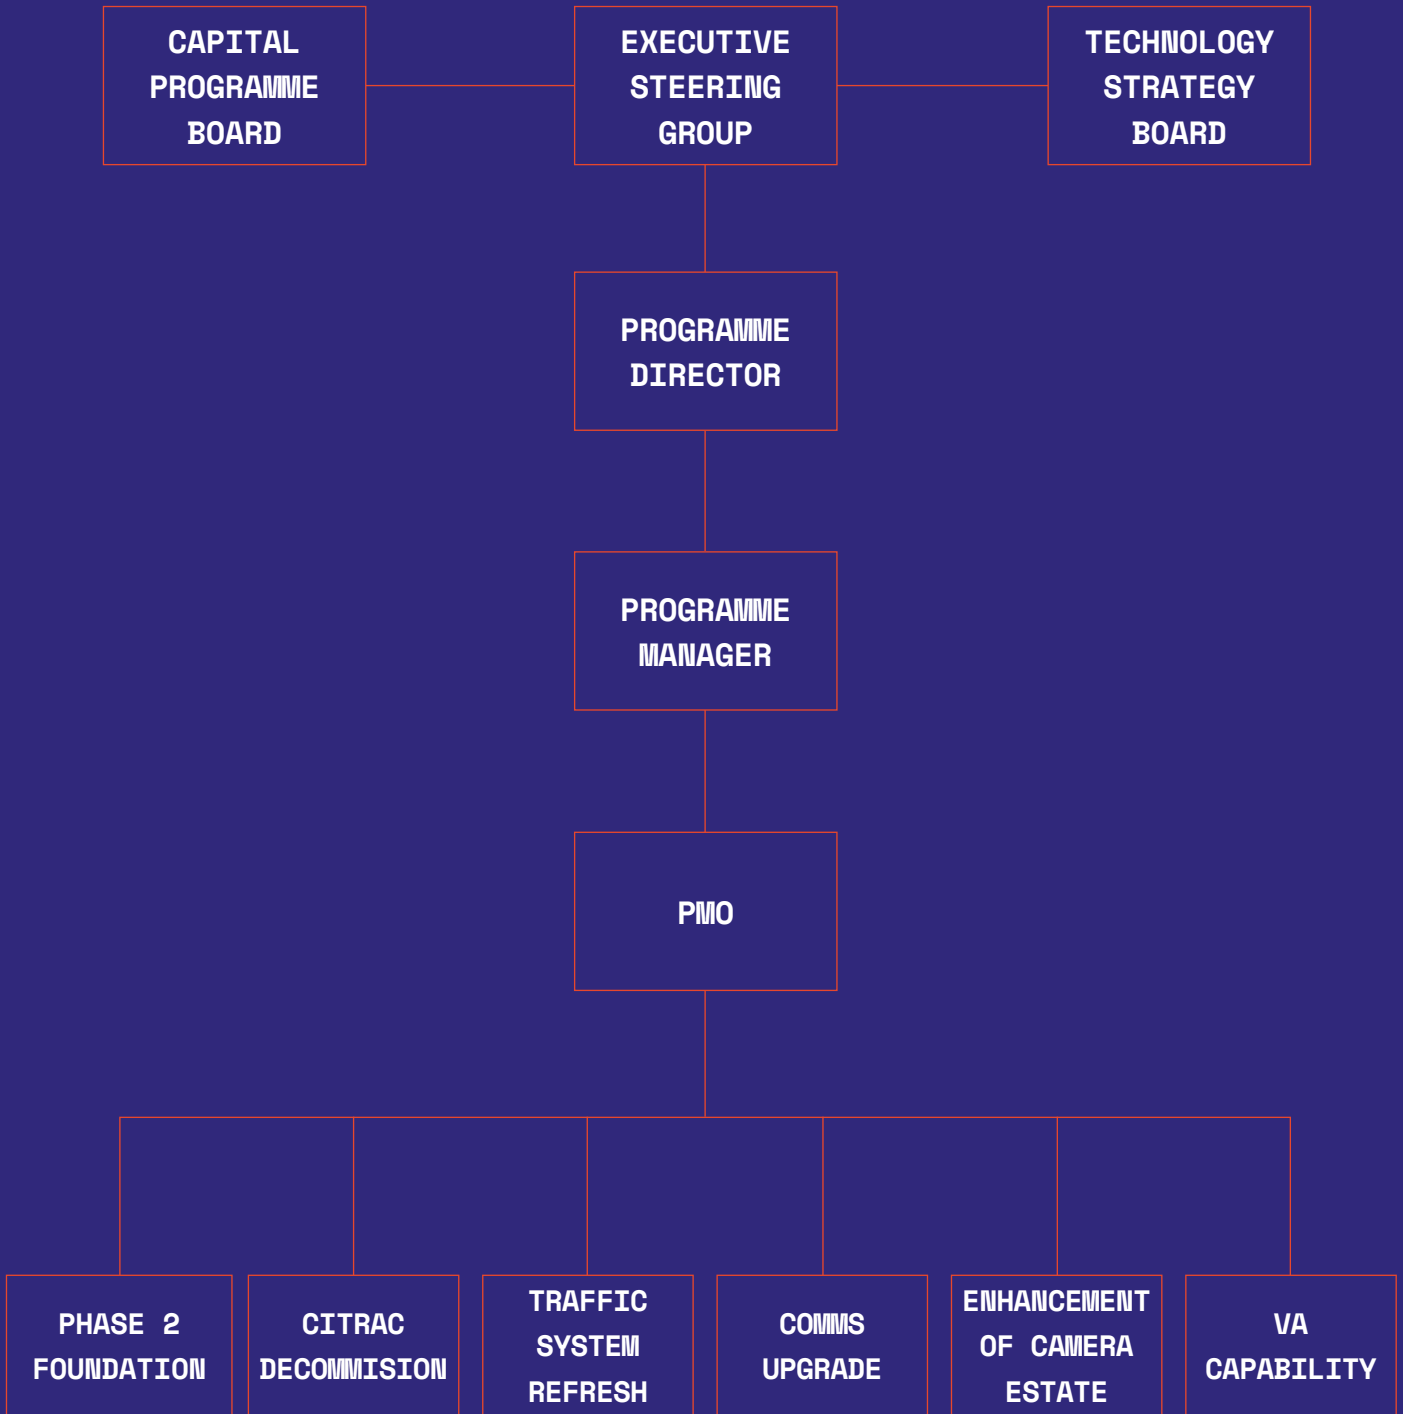 CAPITAL
PROGRAMME
BOARD
EXECUTIVE
STEERING
GROUP
TECHNOLOGY
STRATEGY
BOARD
PROGRAMME
DIRECTOR
PROGRAMME
MANAGER
PMO
PHASE 2
FOUNDATION
CITRAC
DECOMMISION
TRAFFIC
SYSTEM
REFRESH
COMMS
UPGRADE
ENHANCEMENT
OF CAMERA
ESTATE
VA
CAPABILITY